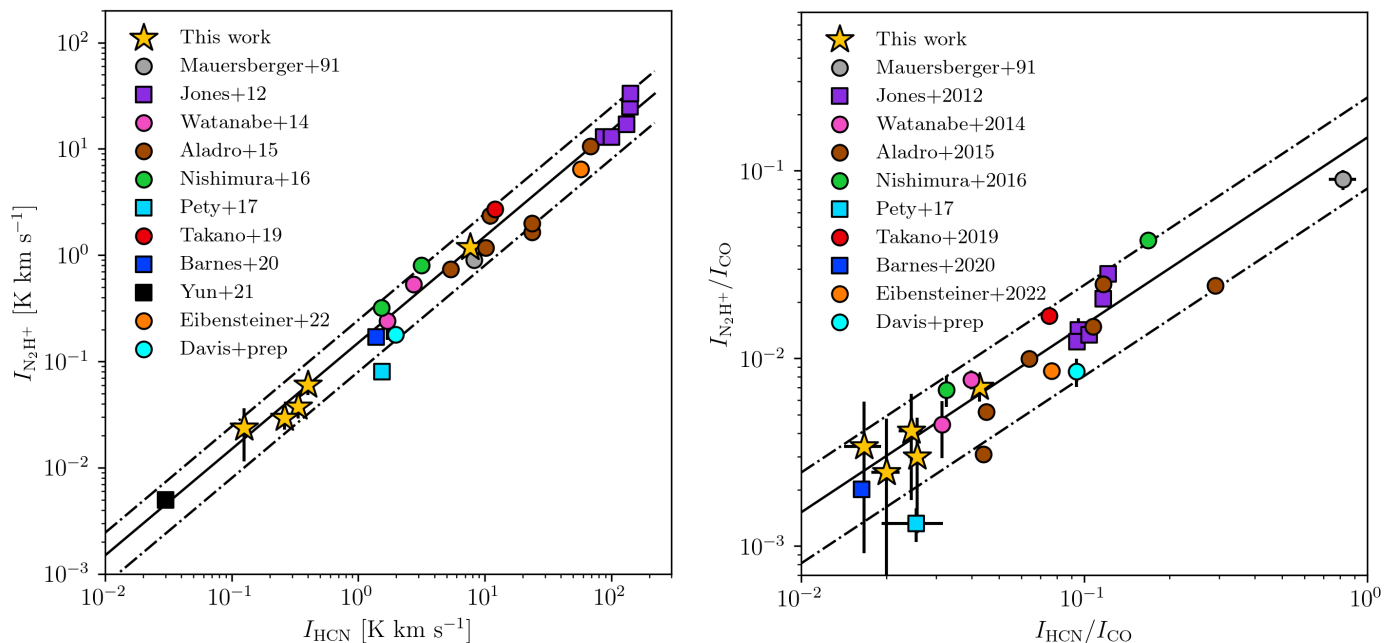 This work
Mauersberger+91
Jones+12
Watanabe+14
Aladro+15
Nishimura+16
Pety+17
Takano+19
Barnes+20
Yun+21
Eibensteiner+22
Davis+prep
10²
10¹
10⁰
10⁻¹
10⁻²
10⁻³
I_N₂H⁺ [K km s⁻¹]
10⁻² 10⁻¹ 10⁰ 10¹ 10²
I_HCN [K km s⁻¹]
This work
Mauersberger+91
Jones+2012
Watanabe+2014
Aladro+2015
Nishimura+2016
Pety+17
Takano+2019
Barnes+2020
Eibensteiner+2022
Davis+prep
10⁻¹
10⁻²
10⁻³
I_N₂H⁺/I_CO
10⁻² 10⁻¹ 10⁰
I_HCN/I_CO